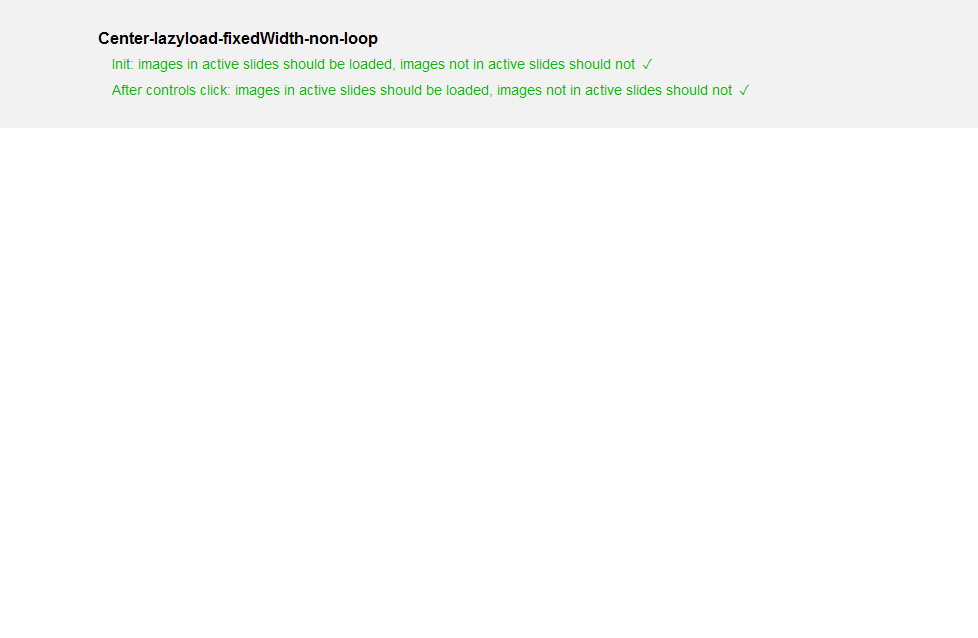 Center-lazyload-fixedWidth-non-loop
Init: images in active slides should be loaded, images not in active slides should not ✓
After controls click: images in active slides should be loaded, images not in active slides should not ✓